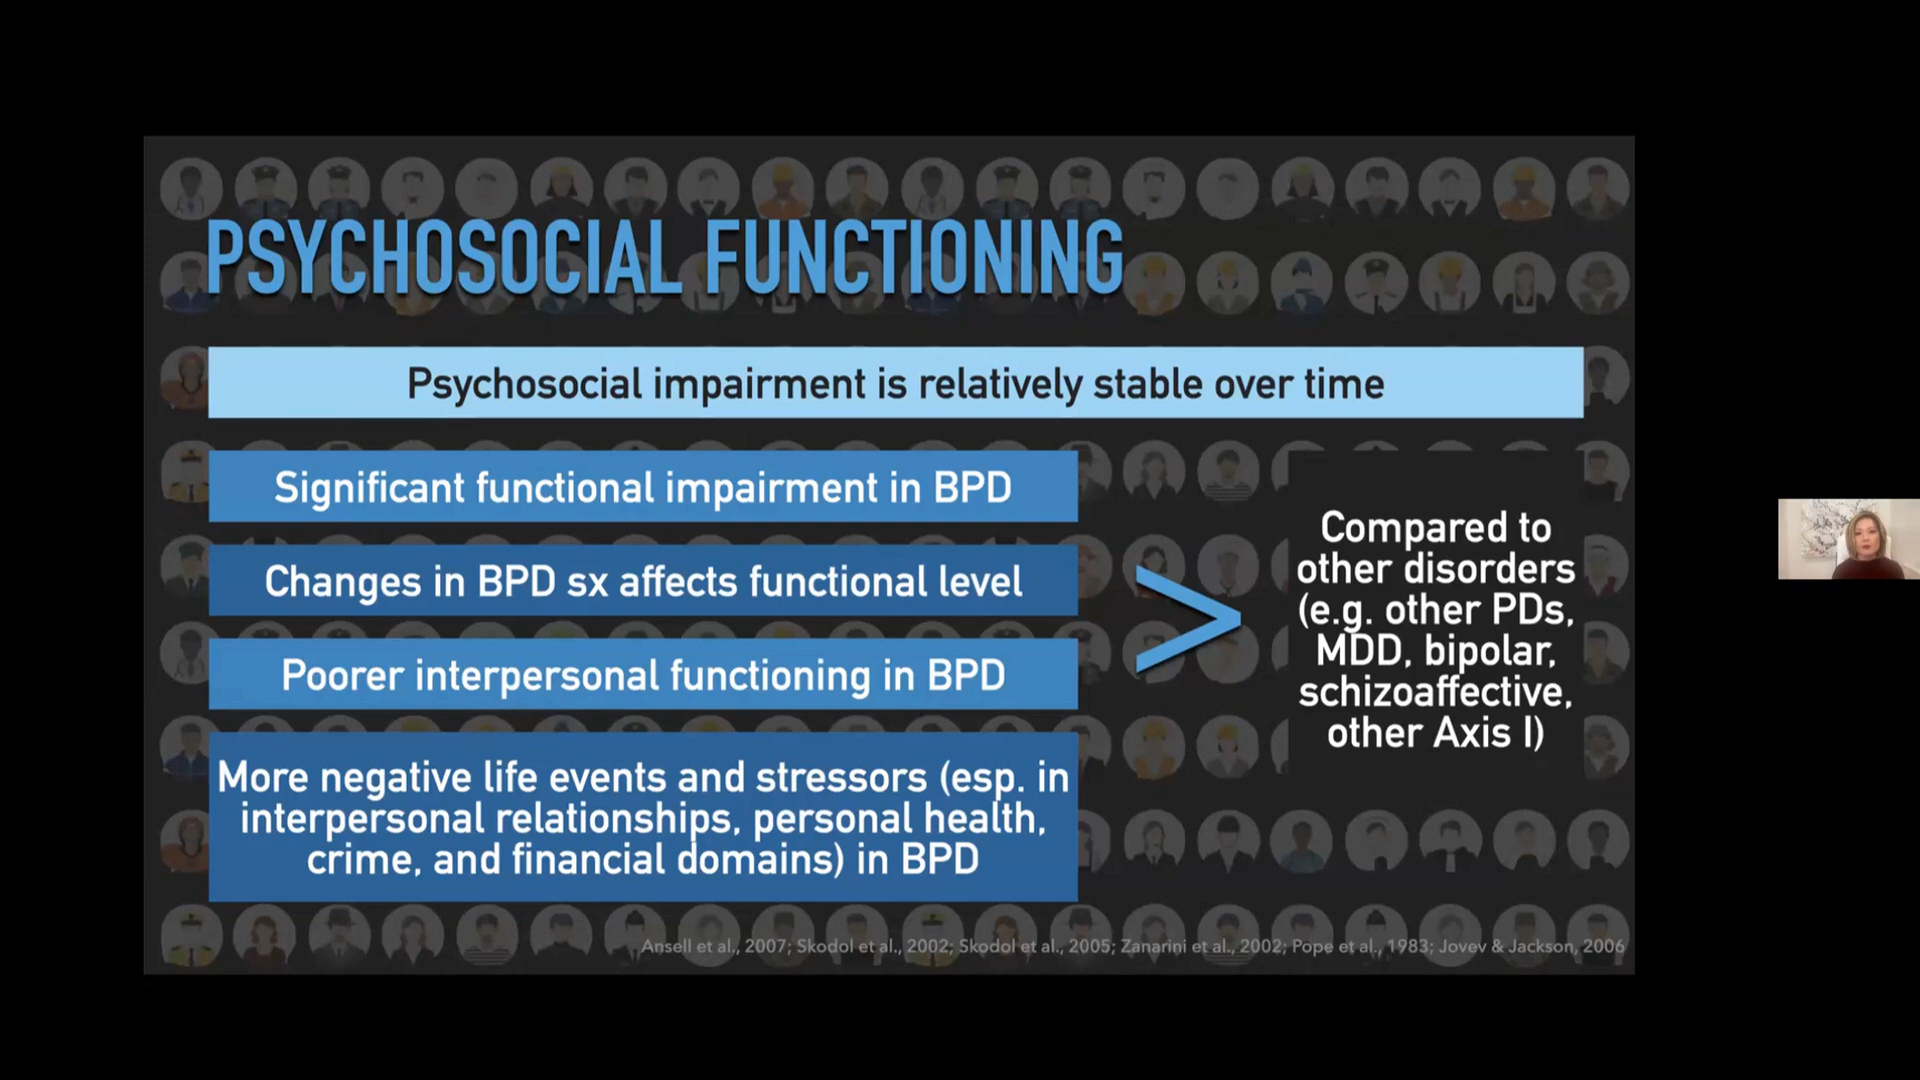 PSYCHOSOCIAL FUNCTIONING
Psychosocial impairment is relatively stable over time
Significant functional impairment in BPD
Changes in BPD sx affects functional level
Poorer interpersonal functioning in BPD
More negative life events and stressors (esp. in
interpersonal relationships, personal health,
crime, and financial domains) in BPD
>
Compared to
other disorders
(e.g. other PDs,
MDD, bipolar,
schizoaffective,
other Axis I)
Ansell et al., 2007; Skodol et al., 2002; Skodol et al., 2005; Zanarini et al., 2002; Pope et al., 1983; Jovev & Jackson, 2006